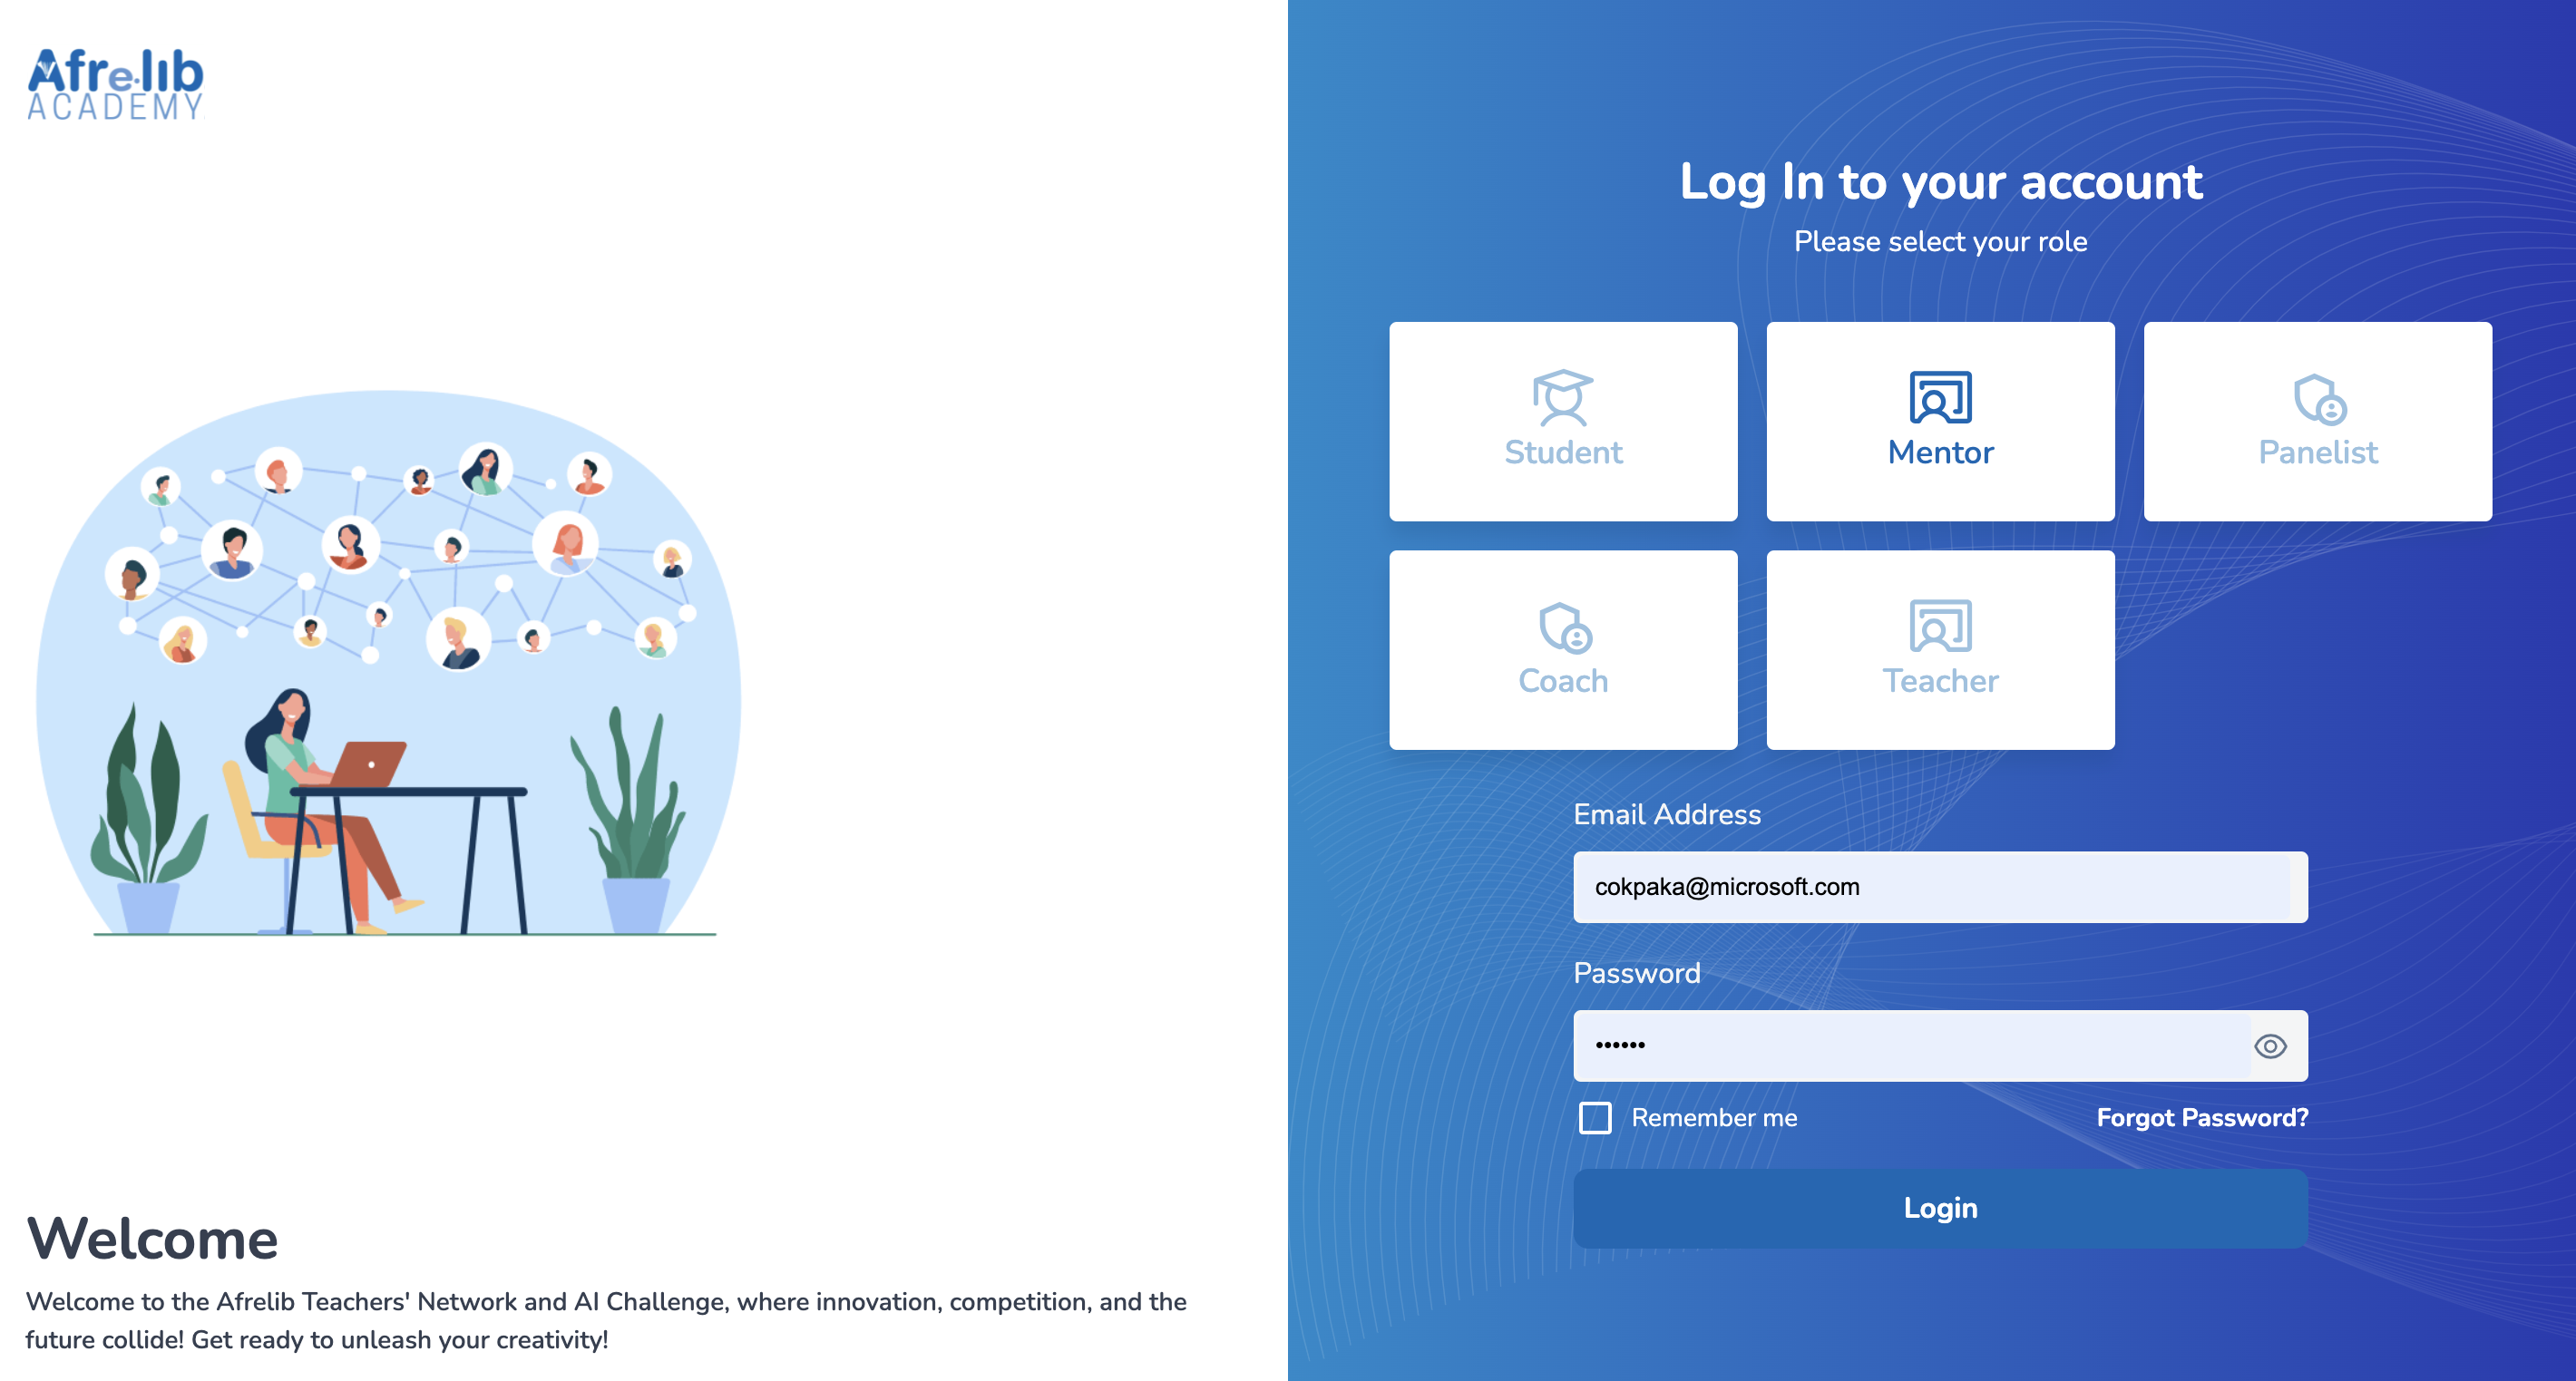 Afre.lib
ACADEMY
Welcome
Welcome to the Afrelib Teachers' Network and AI Challenge, where innovation, competition, and the
future collide! Get ready to unleash your creativity!
Log In to your account
Please select your role
Student
Mentor
Panelist
Coach
Teacher
Email Address
cokpaka@microsoft.com
Password
••••••
Remember me
Forgot Password?
Login